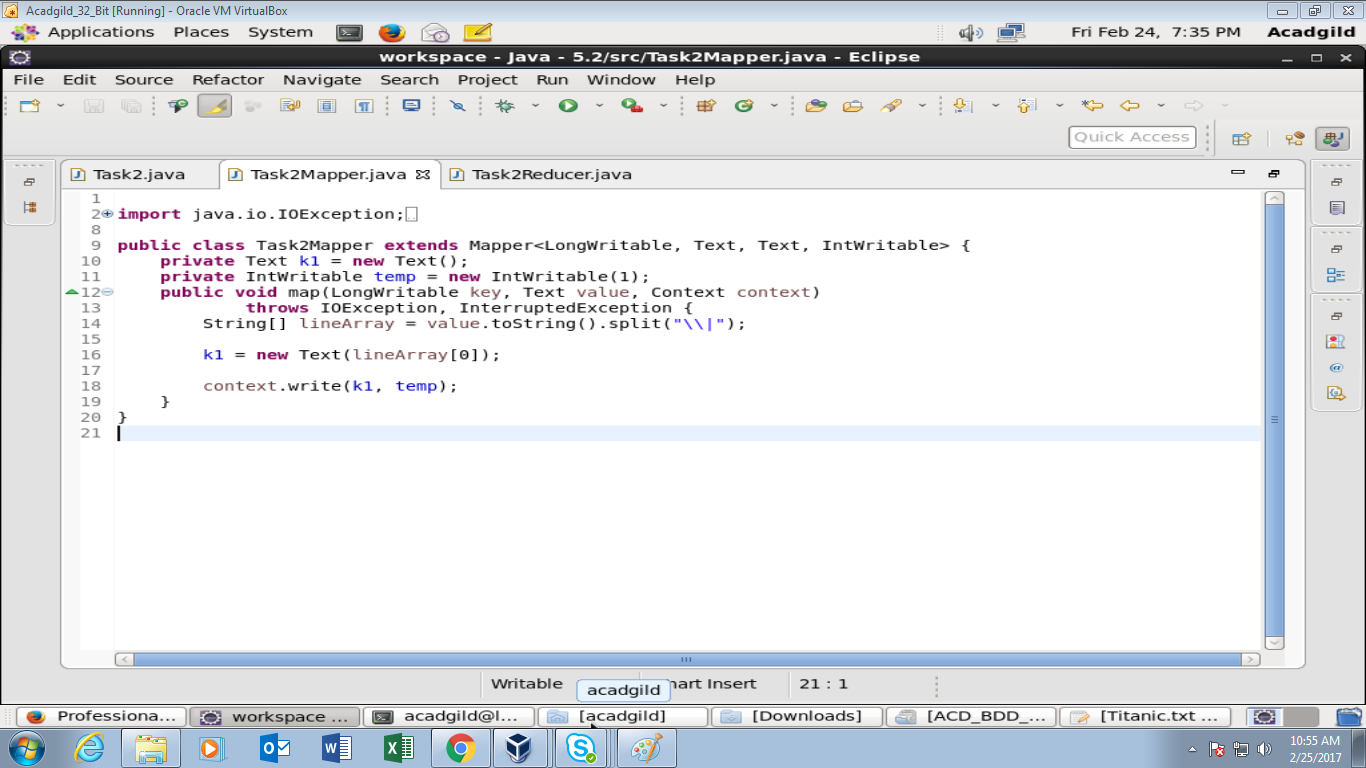 Acadgild_32_Bit [Running] - Oracle VM VirtualBox
Applications Places System Fri Feb 24, 7:35 PM Acadgild
workspace - Java - 5.2/src/Task2Mapper.java - Eclipse
File Edit Source Refactor Navigate Search Project Run Window Help
Quick Access
Task2.java Task2Mapper.java Task2Reducer.java
1
2 import java.io.IOException;
8
9 public class Task2Mapper extends Mapper<LongWritable, Text, Text, IntWritable> {
10 private Text k1 = new Text();
11 private IntWritable temp = new IntWritable(1);
12 public void map(LongWritable key, Text value, Context context)
13 throws IOException, InterruptedException {
14 String[] lineArray = value.toString().split("\\|");
15
16 k1 = new Text(lineArray[0]);
17
18 context.write(k1, temp);
19 }
20 }
21
Writable acadgild nart Insert 21 : 1
Professiona... workspace ... acadgild@l... [acadgild] [Downloads] [ACD_BDD_... [Titanic.txt ...
10:55 AM
2/25/2017